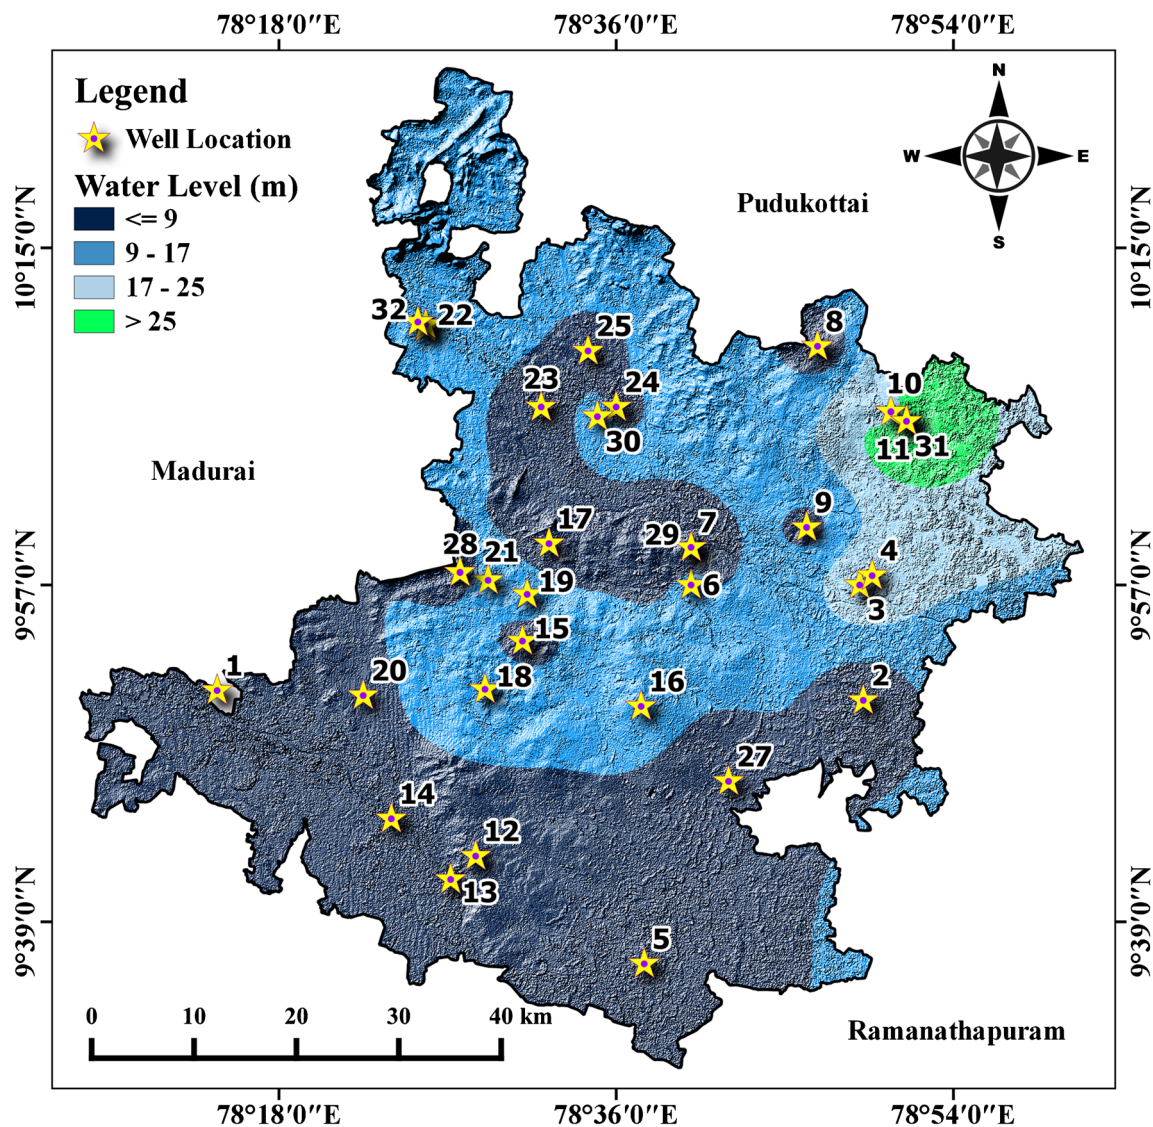 78°18′0″E 78°36′0″E 78°54′0″E
Legend
Well Location
Water Level (m)
<= 9
9 - 17
17 - 25
> 25
N
W E
S
Pudukottai
10°15′0″N 10°15′0″N
32 22
25
8
23 24
30
10
11 31
Madurai
9
17
29 7
28 21
4
9°57′0″N 9°57′0″N
19 6
3
15
1
20
18
16
2
27
14
12
13
9°39′0″N 9°39′0″N
5
0 10 20 30 40 km
Ramanathapuram
78°18′0″E 78°36′0″E 78°54′0″E